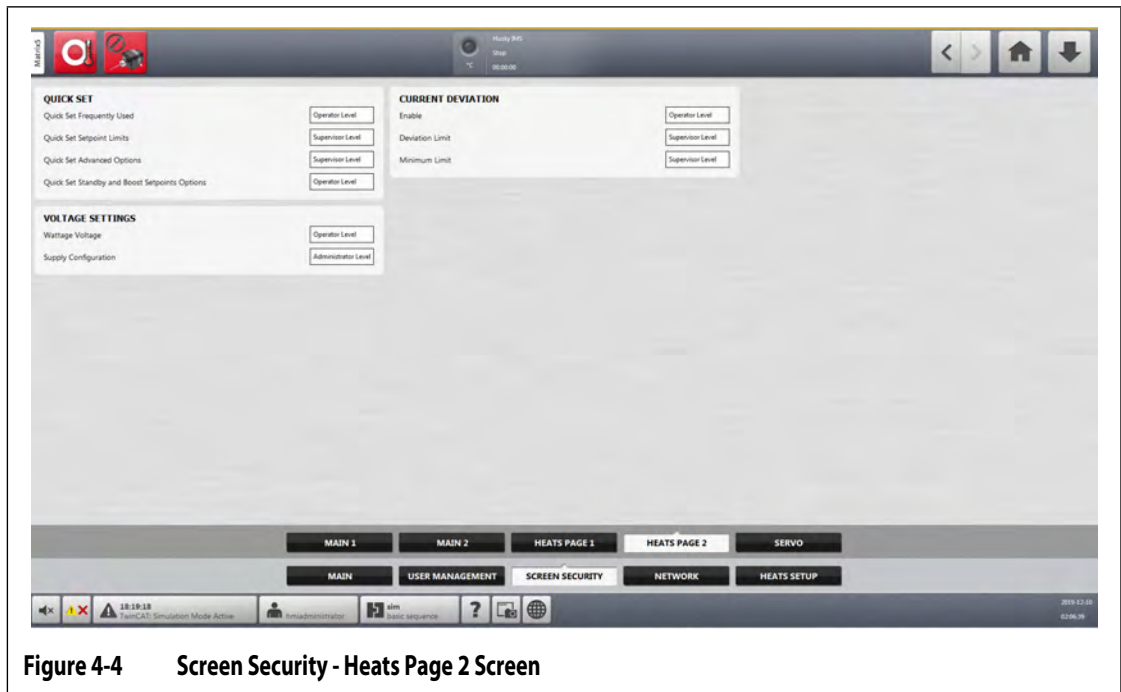 Matrix5
Husky IMS
Stop
°C 00:00:00
QUICK SET
Quick Set Frequently Used Operator Level
Quick Set Setpoint Limits Supervisor Level
Quick Set Advanced Options Supervisor Level
Quick Set Standby and Boost Setpoints Options Operator Level
VOLTAGE SETTINGS
Wattage Voltage Operator Level
Supply Configuration Administrator Level
CURRENT DEVIATION
Enable Operator Level
Deviation Limit Supervisor Level
Minimum Limit Supervisor Level
MAIN 1 MAIN 2 HEATS PAGE 1 HEATS PAGE 2 SERVO
MAIN USER MANAGEMENT SCREEN SECURITY NETWORK HEATS SETUP
18:19:18
TwinCAT: Simulation Mode Active
hmiadministrator
sim
basic sequence
?
02:06:39
Figure 4-4 Screen Security - Heats Page 2 Screen